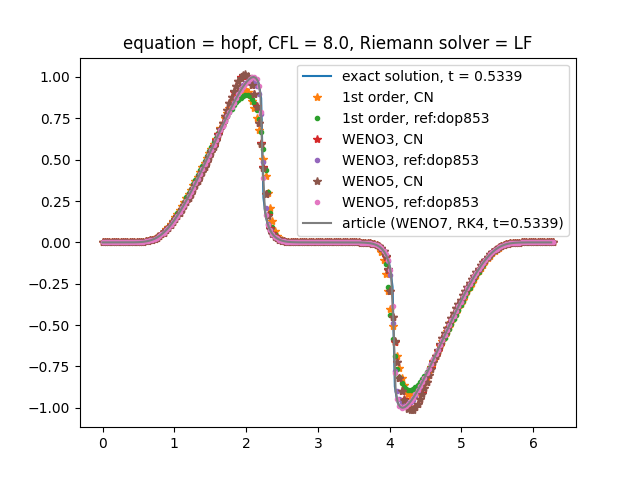 equation = hopf, CFL = 8.0, Riemann solver = LF
exact solution, t = 0.5339
1st order, CN
1st order, ref:dop853
WENO3, CN
WENO3, ref:dop853
WENO5, CN
WENO5, ref:dop853
article (WENO7, RK4, t=0.5339)
1.00
0.75
0.50
0.25
0.00
−0.25
−0.50
−0.75
−1.00
0 1 2 3 4 5 6